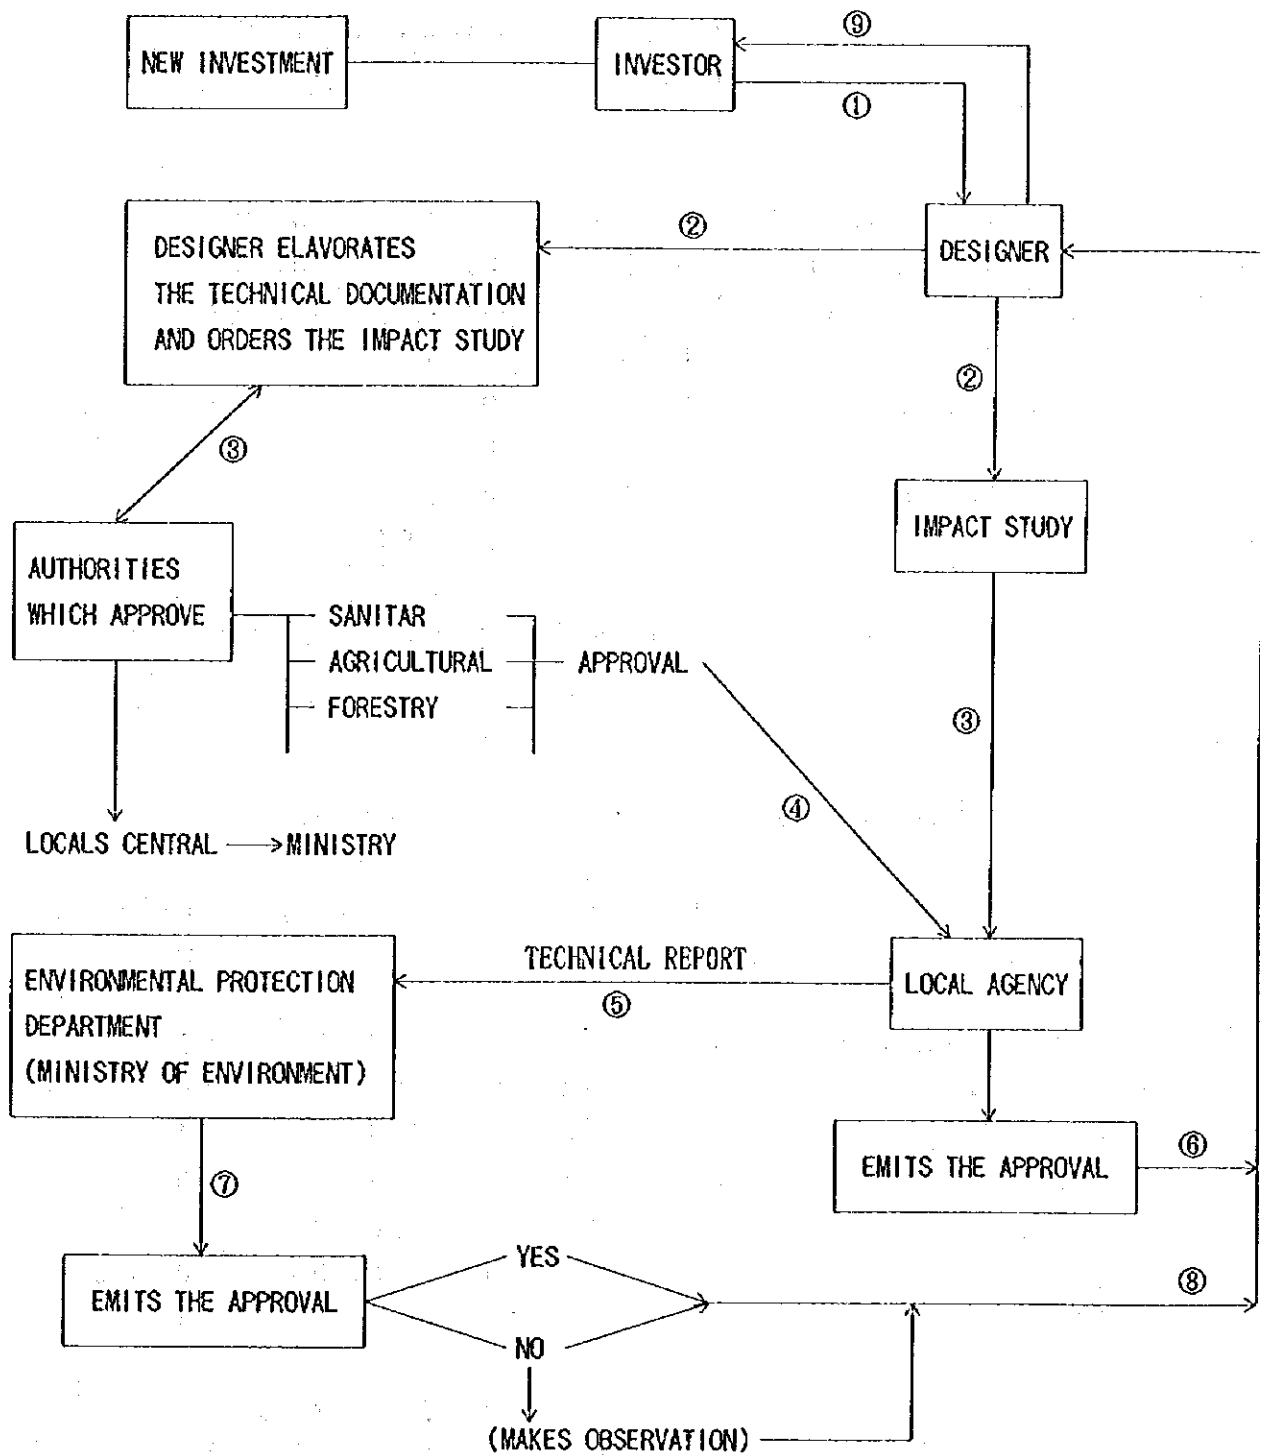 ⑨
NEW INVESTMENT
INVESTOR
①
②
DESIGNER ELAVORATES
THE TECHNICAL DOCUMENTATION
AND ORDERS THE IMPACT STUDY
DESIGNER
②
③
IMPACT STUDY
AUTHORITIES
WHICH APPROVE
SANITAR
AGRICULTURAL
FORESTRY
APPROVAL
③
④
LOCALS CENTRAL
MINISTRY
TECHNICAL REPORT
⑤
ENVIRONMENTAL PROTECTION
DEPARTMENT
(MINISTRY OF ENVIRONMENT)
LOCAL AGENCY
EMITS THE APPROVAL
⑥
⑦
EMITS THE APPROVAL
YES
NO
⑧
(MAKES OBSERVATION)